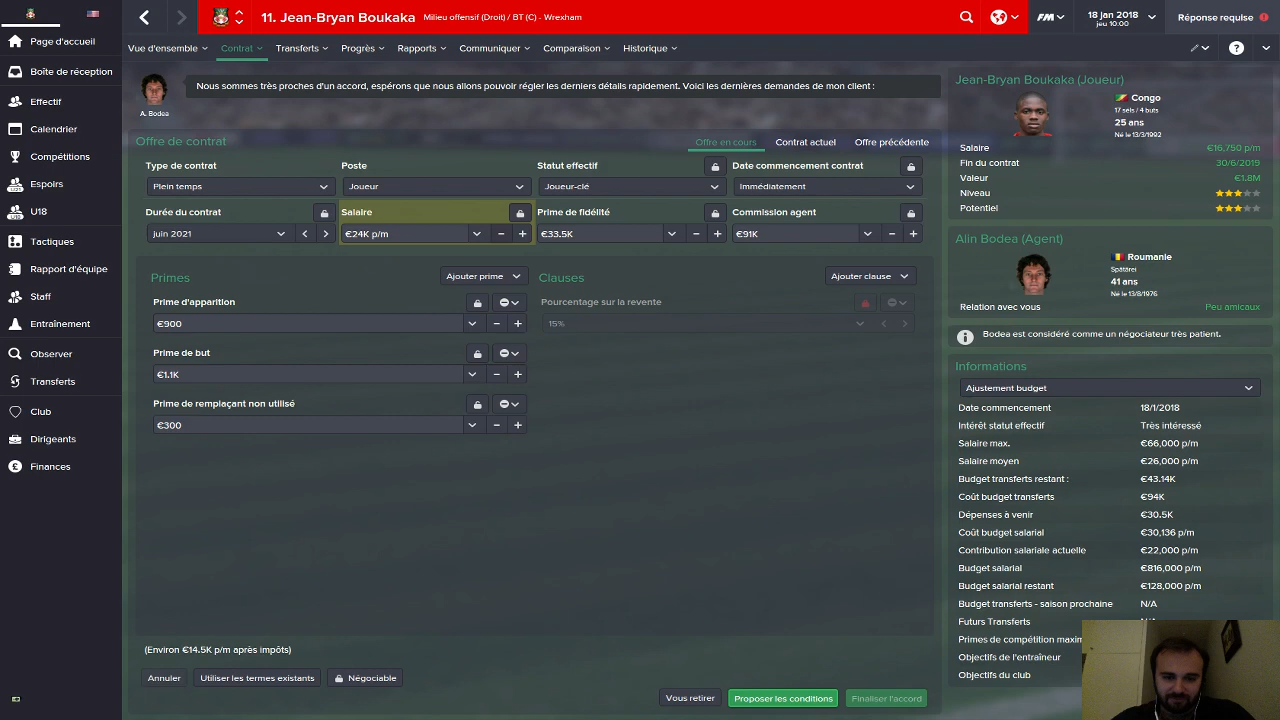 11. Jean-Bryan Boukaka
Milieu offensif (Droit) / BT (C) - Wrexham
FM
18 jan 2018
jeu 10:00
Réponse requise
Page d'accueil
Boîte de réception
Effectif
Calendrier
Compétitions
Espoirs
U18
Tactiques
Rapport d'équipe
Staff
Entraînement
Observer
Transferts
Club
Dirigeants
Finances
Vue d'ensemble
Contrat
Transferts
Progrès
Rapports
Communiquer
Comparaison
Historique
?
A. Bodea
Nous sommes très proches d'un accord, espérons que nous allons pouvoir régler les derniers détails rapidement. Voici les dernières demandes de mon client :
Offre de contrat
Offre en cours
Contrat actuel
Offre précédente
Type de contrat
Poste
Statut effectif
Date commencement contrat
Plein temps
Joueur
Joueur-clé
Immédiatement
Durée du contrat
Salaire
Prime de fidélité
Commission agent
juin 2021
€24K p/m
€33.5K
€91K
Primes
Ajouter prime
Clauses
Ajouter clause
Prime d'apparition
€900
Prime de but
€1.1K
Prime de remplaçant non utilisé
€300
Pourcentage sur la revente
15%
(Environ €14.5K p/m après impôts)
Annuler
Utiliser les termes existants
Négociable
Vous retirer
Proposer les conditions
Finaliser l'accord
Jean-Bryan Boukaka (Joueur)
Congo
17 séls / 4 buts
25 ans
Né le 13/3/1992
Salaire €16,750 p/m
Fin du contrat 30/6/2019
Valeur €1.8M
Niveau
Potentiel
Alin Bodea (Agent)
Roumanie
Spătărei
41 ans
Né le 13/8/1976
Relation avec vous Peu amicaux
Bodea est considéré comme un négociateur très patient.
Informations
Ajustement budget
Date commencement 18/1/2018
Intérêt statut effectif Très intéressé
Salaire max. €66,000 p/m
Salaire moyen €26,000 p/m
Budget transferts restant : €43.14K
Coût budget transferts €94K
Dépenses à venir €30.5K
Coût budget salarial €30,136 p/m
Contribution salariale actuelle €22,000 p/m
Budget salarial €816,000 p/m
Budget salarial restant €128,000 p/m
Budget transferts - saison prochaine N/A
Futurs Transferts
Primes de compétition maxim
Objectifs de l'entraîneur
Objectifs du club